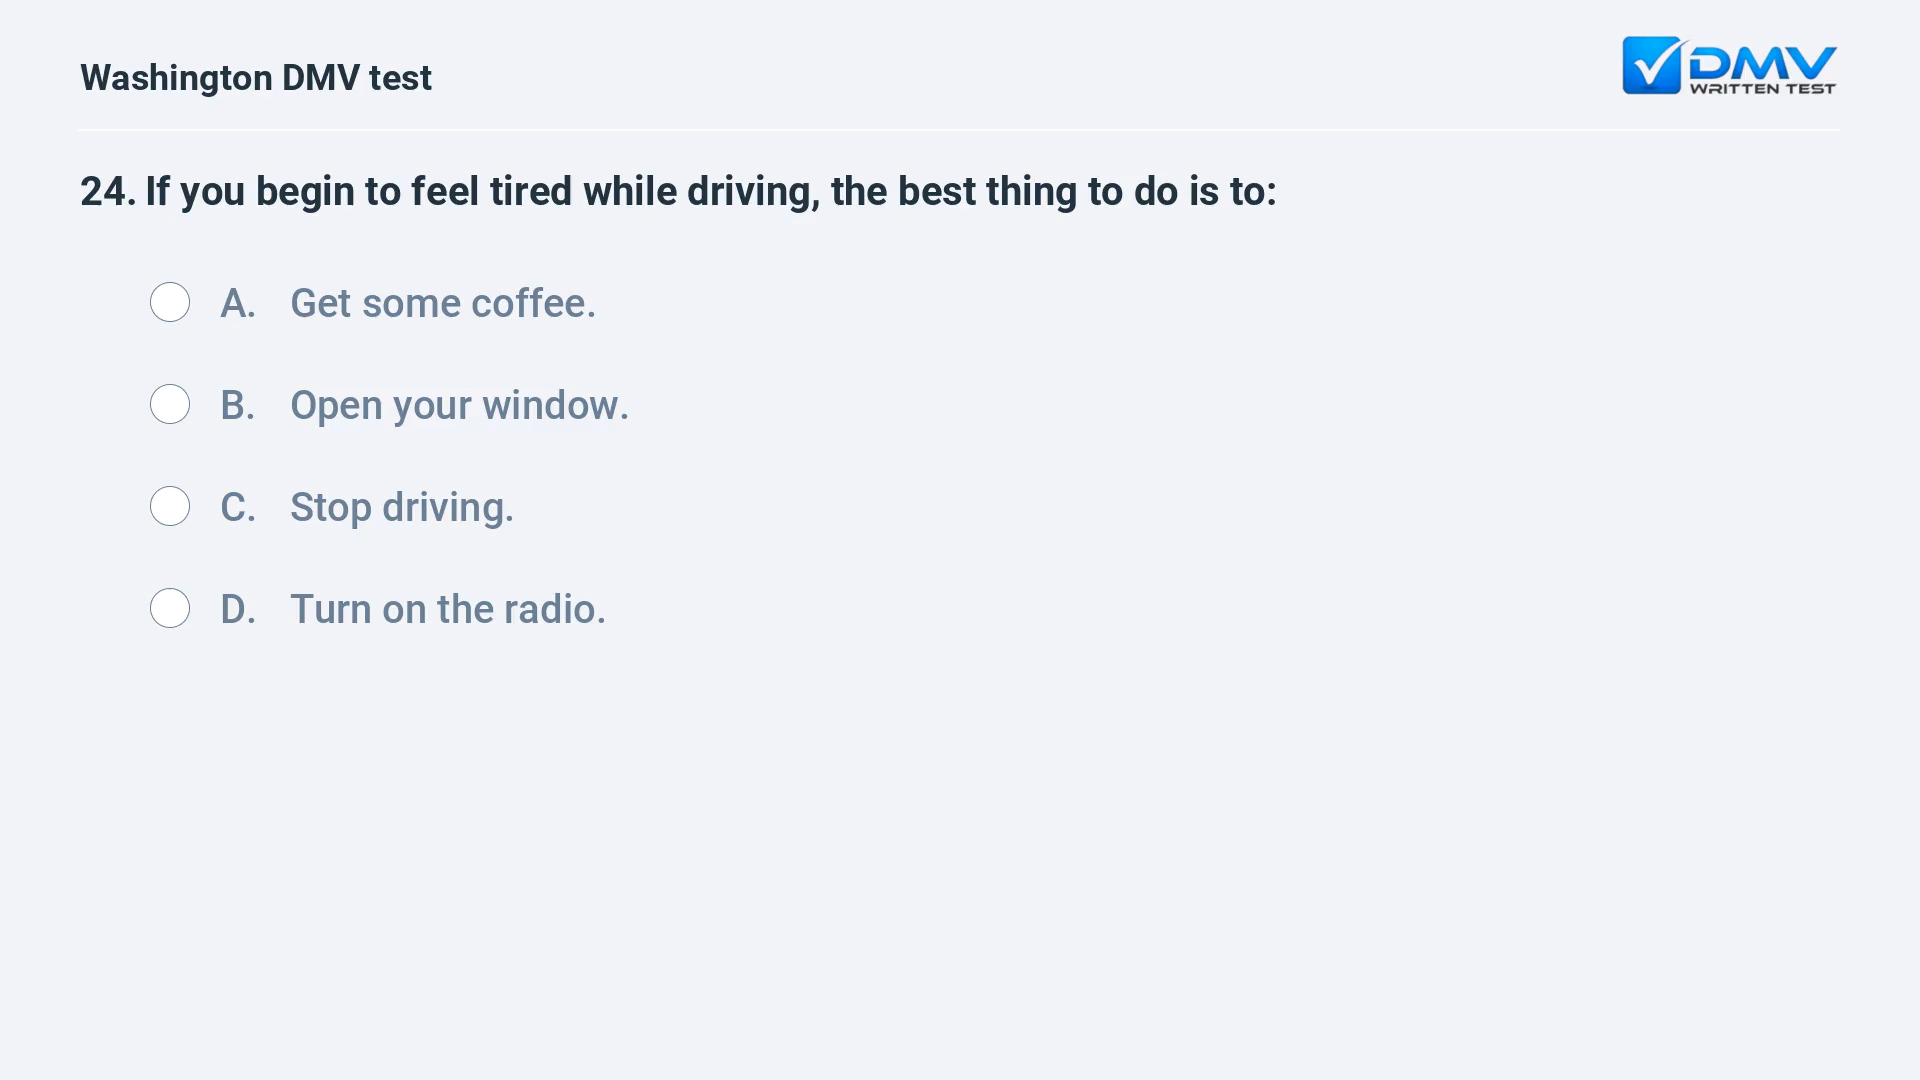 Washington DMV test
DMV
WRITTEN TEST
24. If you begin to feel tired while driving, the best thing to do is to:
A. Get some coffee.
B. Open your window.
C. Stop driving.
D. Turn on the radio.